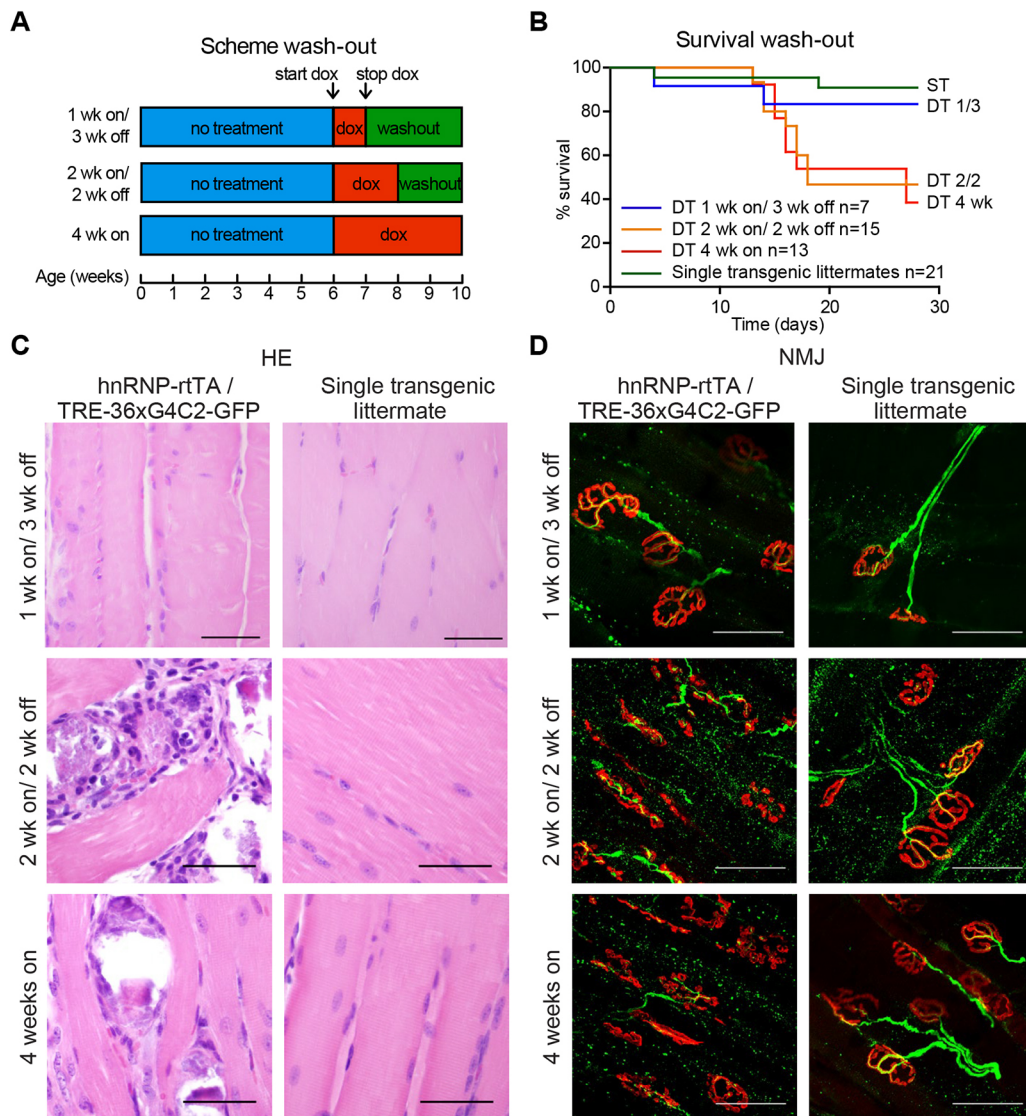 A
Scheme wash-out
start dox
stop dox
1 wk on/
3 wk off
no treatment
dox
washout
2 wk on/
2 wk off
no treatment
dox
washout
4 wk on
no treatment
dox
Age (weeks)
0 1 2 3 4 5 6 7 8 9 10
B
Survival wash-out
% survival
100
80
60
40
20
0
ST
DT 1/3
DT 2/2
DT 4 wk
DT 1 wk on/ 3 wk off n=7
DT 2 wk on/ 2 wk off n=15
DT 4 wk on n=13
Single transgenic littermates n=21
0 10 20 30
Time (days)
C
HE
hnRNP-rtTA /
TRE-36xG4C2-GFP
Single transgenic
littermate
1 wk on/ 3 wk off
2 wk on/ 2 wk off
4 weeks on
D
NMJ
hnRNP-rtTA /
TRE-36xG4C2-GFP
Single transgenic
littermate
1 wk on/ 3 wk off
2 wk on/ 2 wk off
4 weeks on